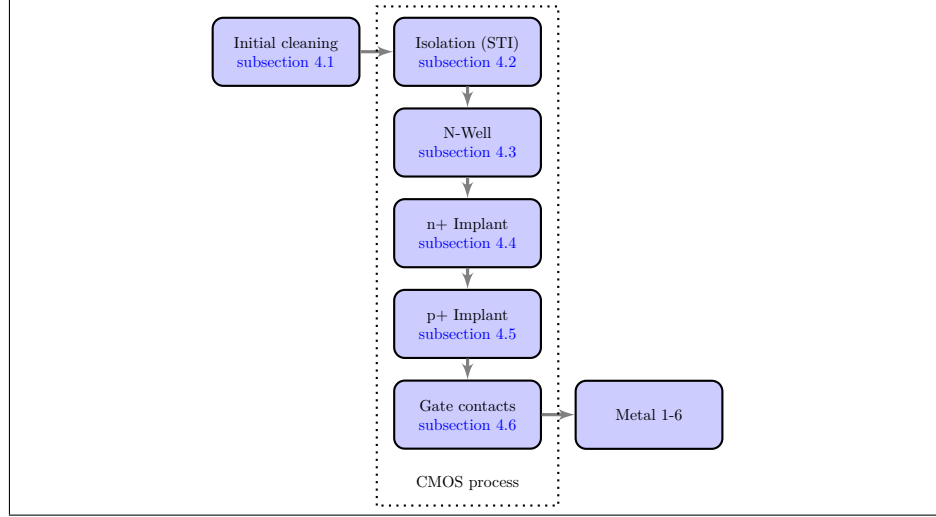 Initial cleaning
subsection 4.1
Isolation (STI)
subsection 4.2
N-Well
subsection 4.3
n+ Implant
subsection 4.4
p+ Implant
subsection 4.5
Gate contacts
subsection 4.6
Metal 1-6
CMOS process